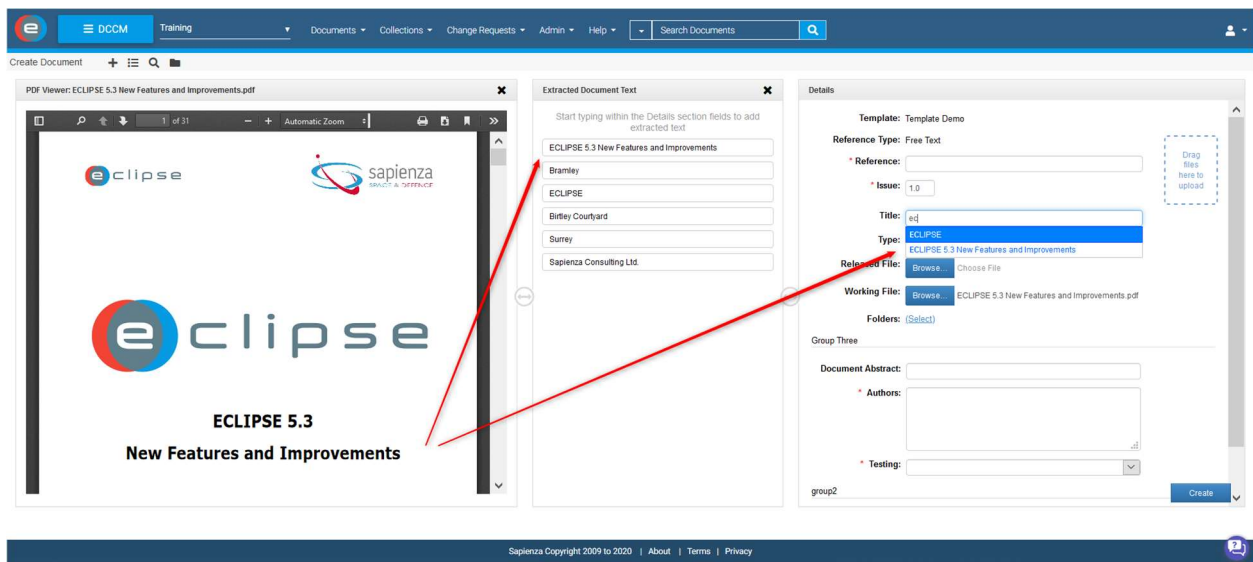 e DCCM Training Documents Collections Change Requests Admin Help Search Documents
Create Document
PDF Viewer: ECLIPSE 5.3 New Features and Improvements.pdf
1 of 31 Automatic Zoom
eclipse
sapienza
SPACE & DEFENCE
eclipse
ECLIPSE 5.3
New Features and Improvements
Extracted Document Text
Start typing within the Details section fields to add
extracted text
ECLIPSE 5.3 New Features and Improvements
Bramley
ECLIPSE
Birtley Courtyard
Surrey
Sapienza Consulting Ltd.
Details
Template: Template Demo
Reference Type: Free Text
* Reference:
* Issue: 1.0
Drag
files
here to
upload
Title: ec
ECLIPSE
Type:
ECLIPSE 5.3 New Features and Improvements
Released File: Browse... Choose File
Working File: Browse... ECLIPSE 5.3 New Features and Improvements.pdf
Folders: (Select)
Group Three
Document Abstract:
* Authors:
* Testing:
group2
Create
Sapienza Copyright 2009 to 2020 | About | Terms | Privacy